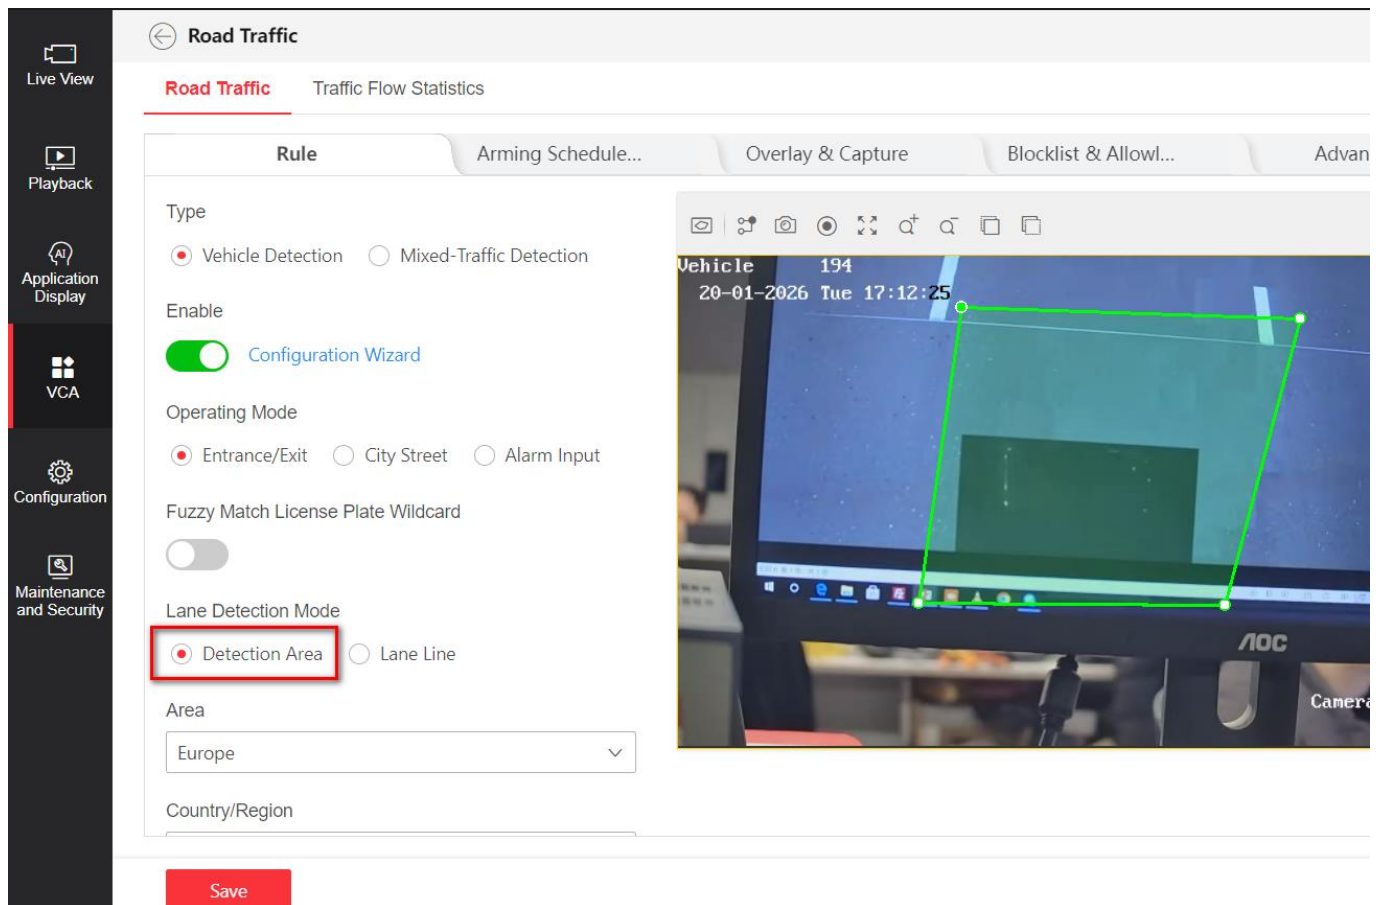 Road Traffic
Live View
Road Traffic
Traffic Flow Statistics
Rule
Arming Schedule...
Overlay & Capture
Blocklist & Allowl...
Advan
Playback
Type
Vehicle Detection
Mixed-Traffic Detection
AI
Application
Display
Vehicle 194
20-01-2026 Tue 17:12:25
Enable
Configuration Wizard
VCA
Operating Mode
Entrance/Exit
City Street
Alarm Input
Configuration
Fuzzy Match License Plate Wildcard
Maintenance
and Security
Lane Detection Mode
Detection Area
Lane Line
AOC
Camera
Area
Europe
Country/Region
Save